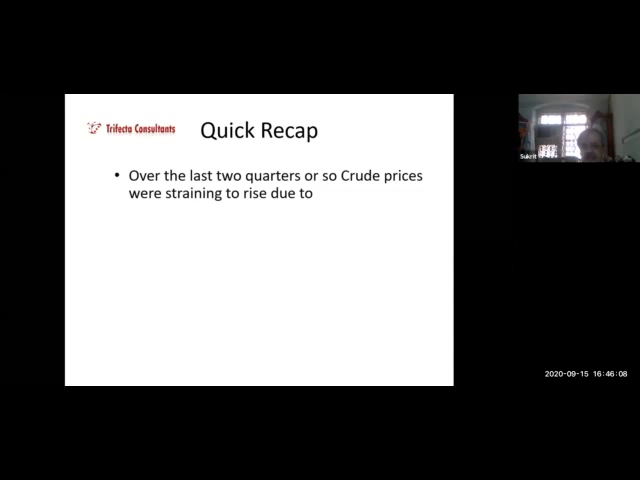 Trifecta Consultants
Quick Recap
• Over the last two quarters or so Crude prices
were straining to rise due to
Sukrit
2020-09-15 16:46:08